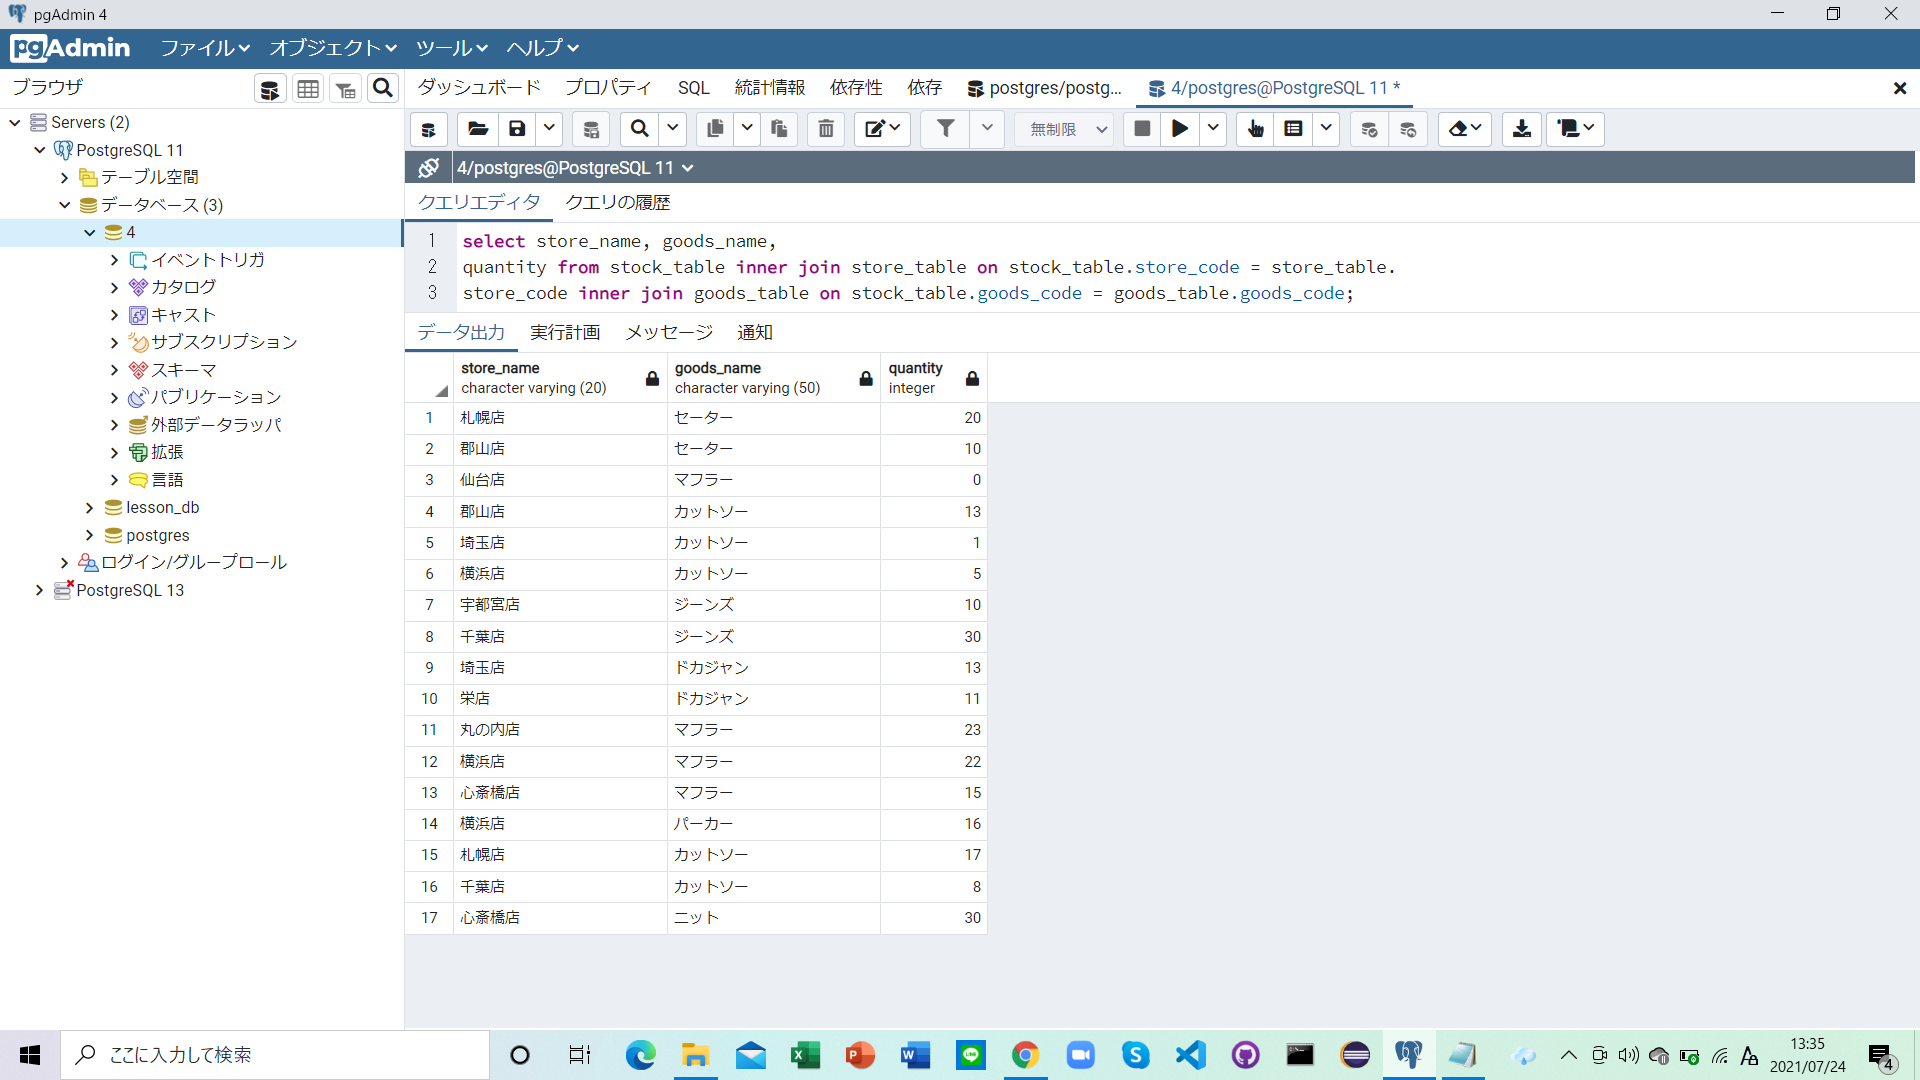 pgAdmin 4
pgAdmin ファイル オブジェクト ツール ヘルプ
ブラウザ
ダッシュボード プロパティ SQL 統計情報 依存性 依存 postgres/postg... 4/postgres@PostgreSQL 11 *
Servers (2)
PostgreSQL 11
テーブル空間
データベース (3)
4
イベントトリガ
カタログ
キャスト
サブスクリプション
スキーマ
パブリケーション
外部データラッパ
拡張
言語
lesson_db
postgres
ログイン/グループロール
PostgreSQL 13
無制限
4/postgres@PostgreSQL 11
クエリエディタ クエリの履歴
1 select store_name, goods_name,
2 quantity from stock_table inner join store_table on stock_table.store_code = store_table.
3 store_code inner join goods_table on stock_table.goods_code = goods_table.goods_code;
データ出力 実行計画 メッセージ 通知
store_name goods_name quantity
character varying (20) character varying (50) integer
1 札幌店 セーター 20
2 郡山店 セーター 10
3 仙台店 マフラー 0
4 郡山店 カットソー 13
5 埼玉店 カットソー 1
6 横浜店 カットソー 5
7 宇都宮店 ジーンズ 10
8 千葉店 ジーンズ 30
9 埼玉店 ドカジャン 13
10 栄店 ドカジャン 11
11 丸の内店 マフラー 23
12 横浜店 マフラー 22
13 心斎橋店 マフラー 15
14 横浜店 パーカー 16
15 札幌店 カットソー 17
16 千葉店 カットソー 8
17 心斎橋店 ニット 30
ここに入力して検索
13:35
2021/07/24
4